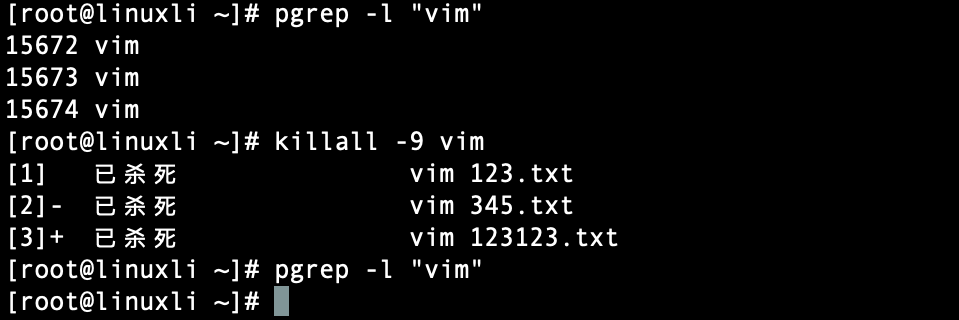 [root@linuxli ~]# pgrep -l "vim"
15672 vim
15673 vim
15674 vim
[root@linuxli ~]# killall -9 vim
[1]   已杀死               vim 123.txt
[2]-  已杀死               vim 345.txt
[3]+  已杀死               vim 123123.txt
[root@linuxli ~]# pgrep -l "vim"
[root@linuxli ~]#